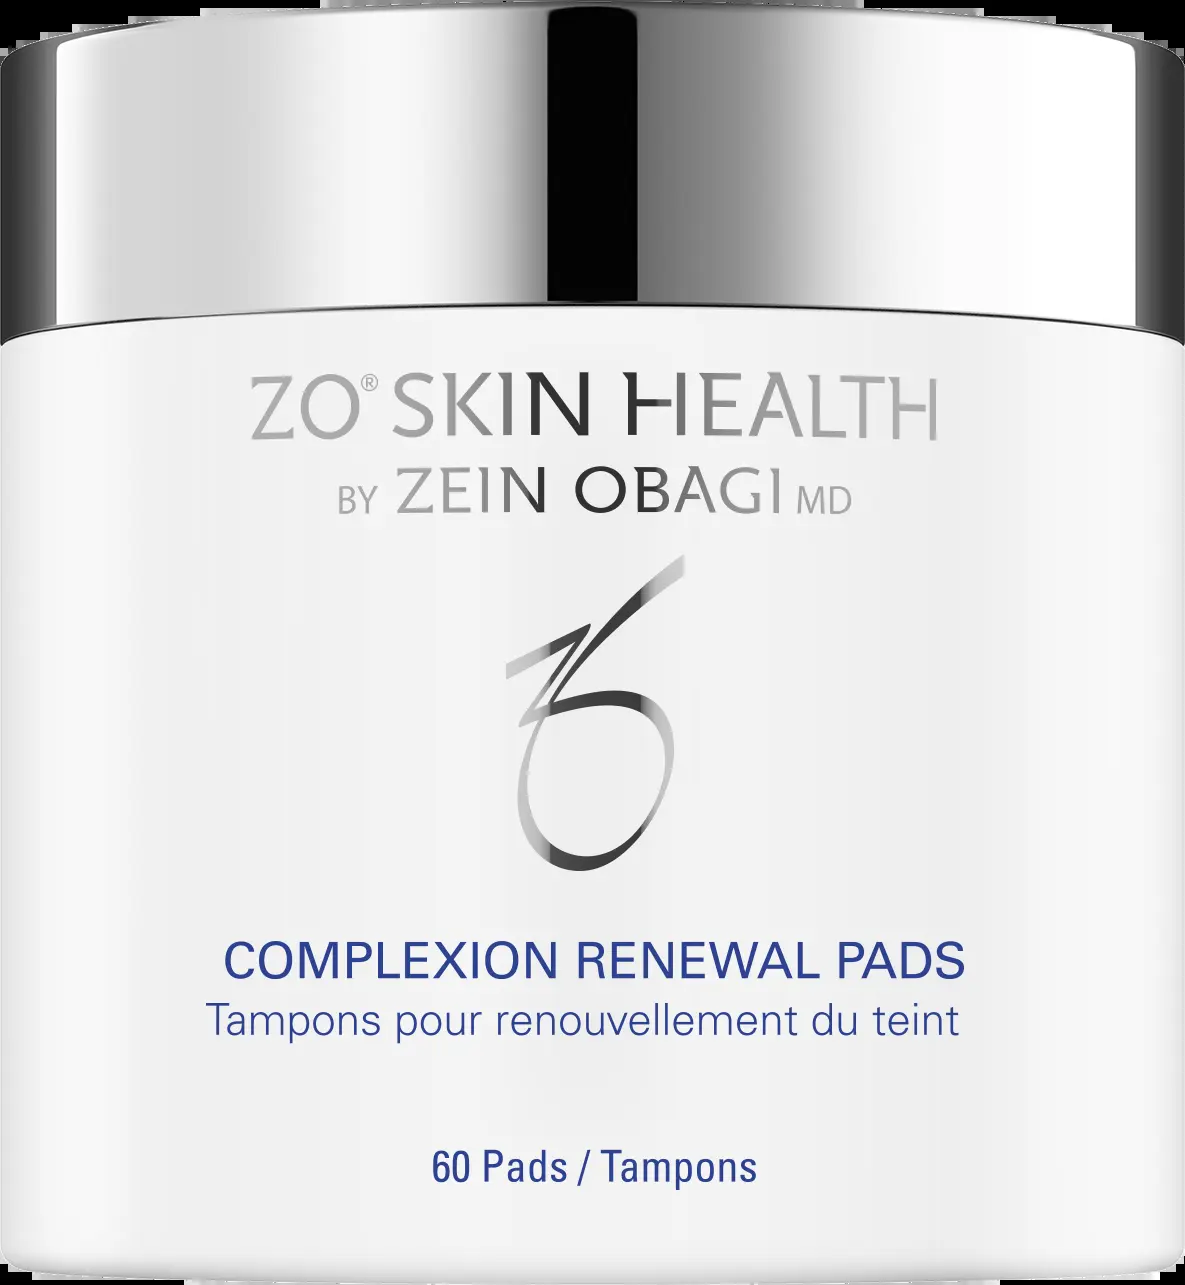 ZO® SKIN HEALTH
BY ZEIN OBAGI MD
COMPLEXION RENEWAL PADS
Tampons pour renouvellement du teint
60 Pads / Tampons